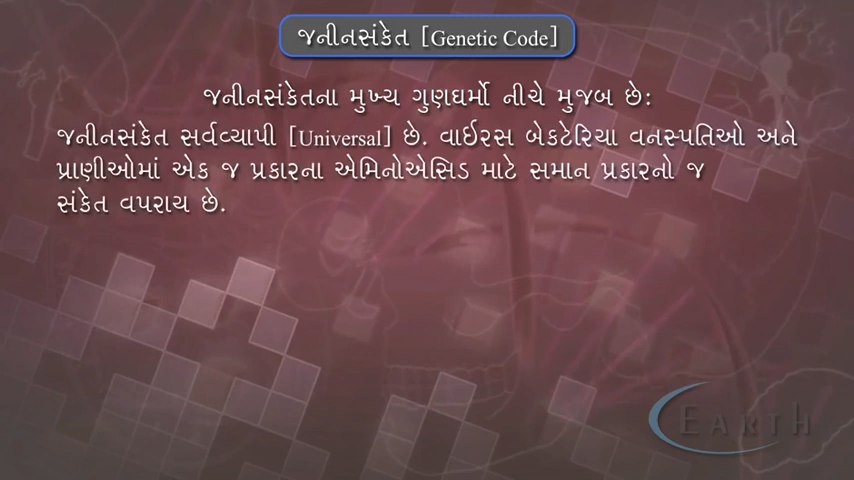 જનીનસંકેત [Genetic Code]
જનીનસંકેતના મુખ્ય ગુણધર્મો નીચે મુજબ છેઃ
જનીનસંકેત સર્વવ્યાપી [Universal] છે. વાઈરસ બેકટેરિયા વનસ્પતિઓ અને
પ્રાણીઓમાં એક જ પ્રકારના એમિનોએસિડ માટે સમાન પ્રકારનો જ
સંકેત વપરાય છે.
EARTH